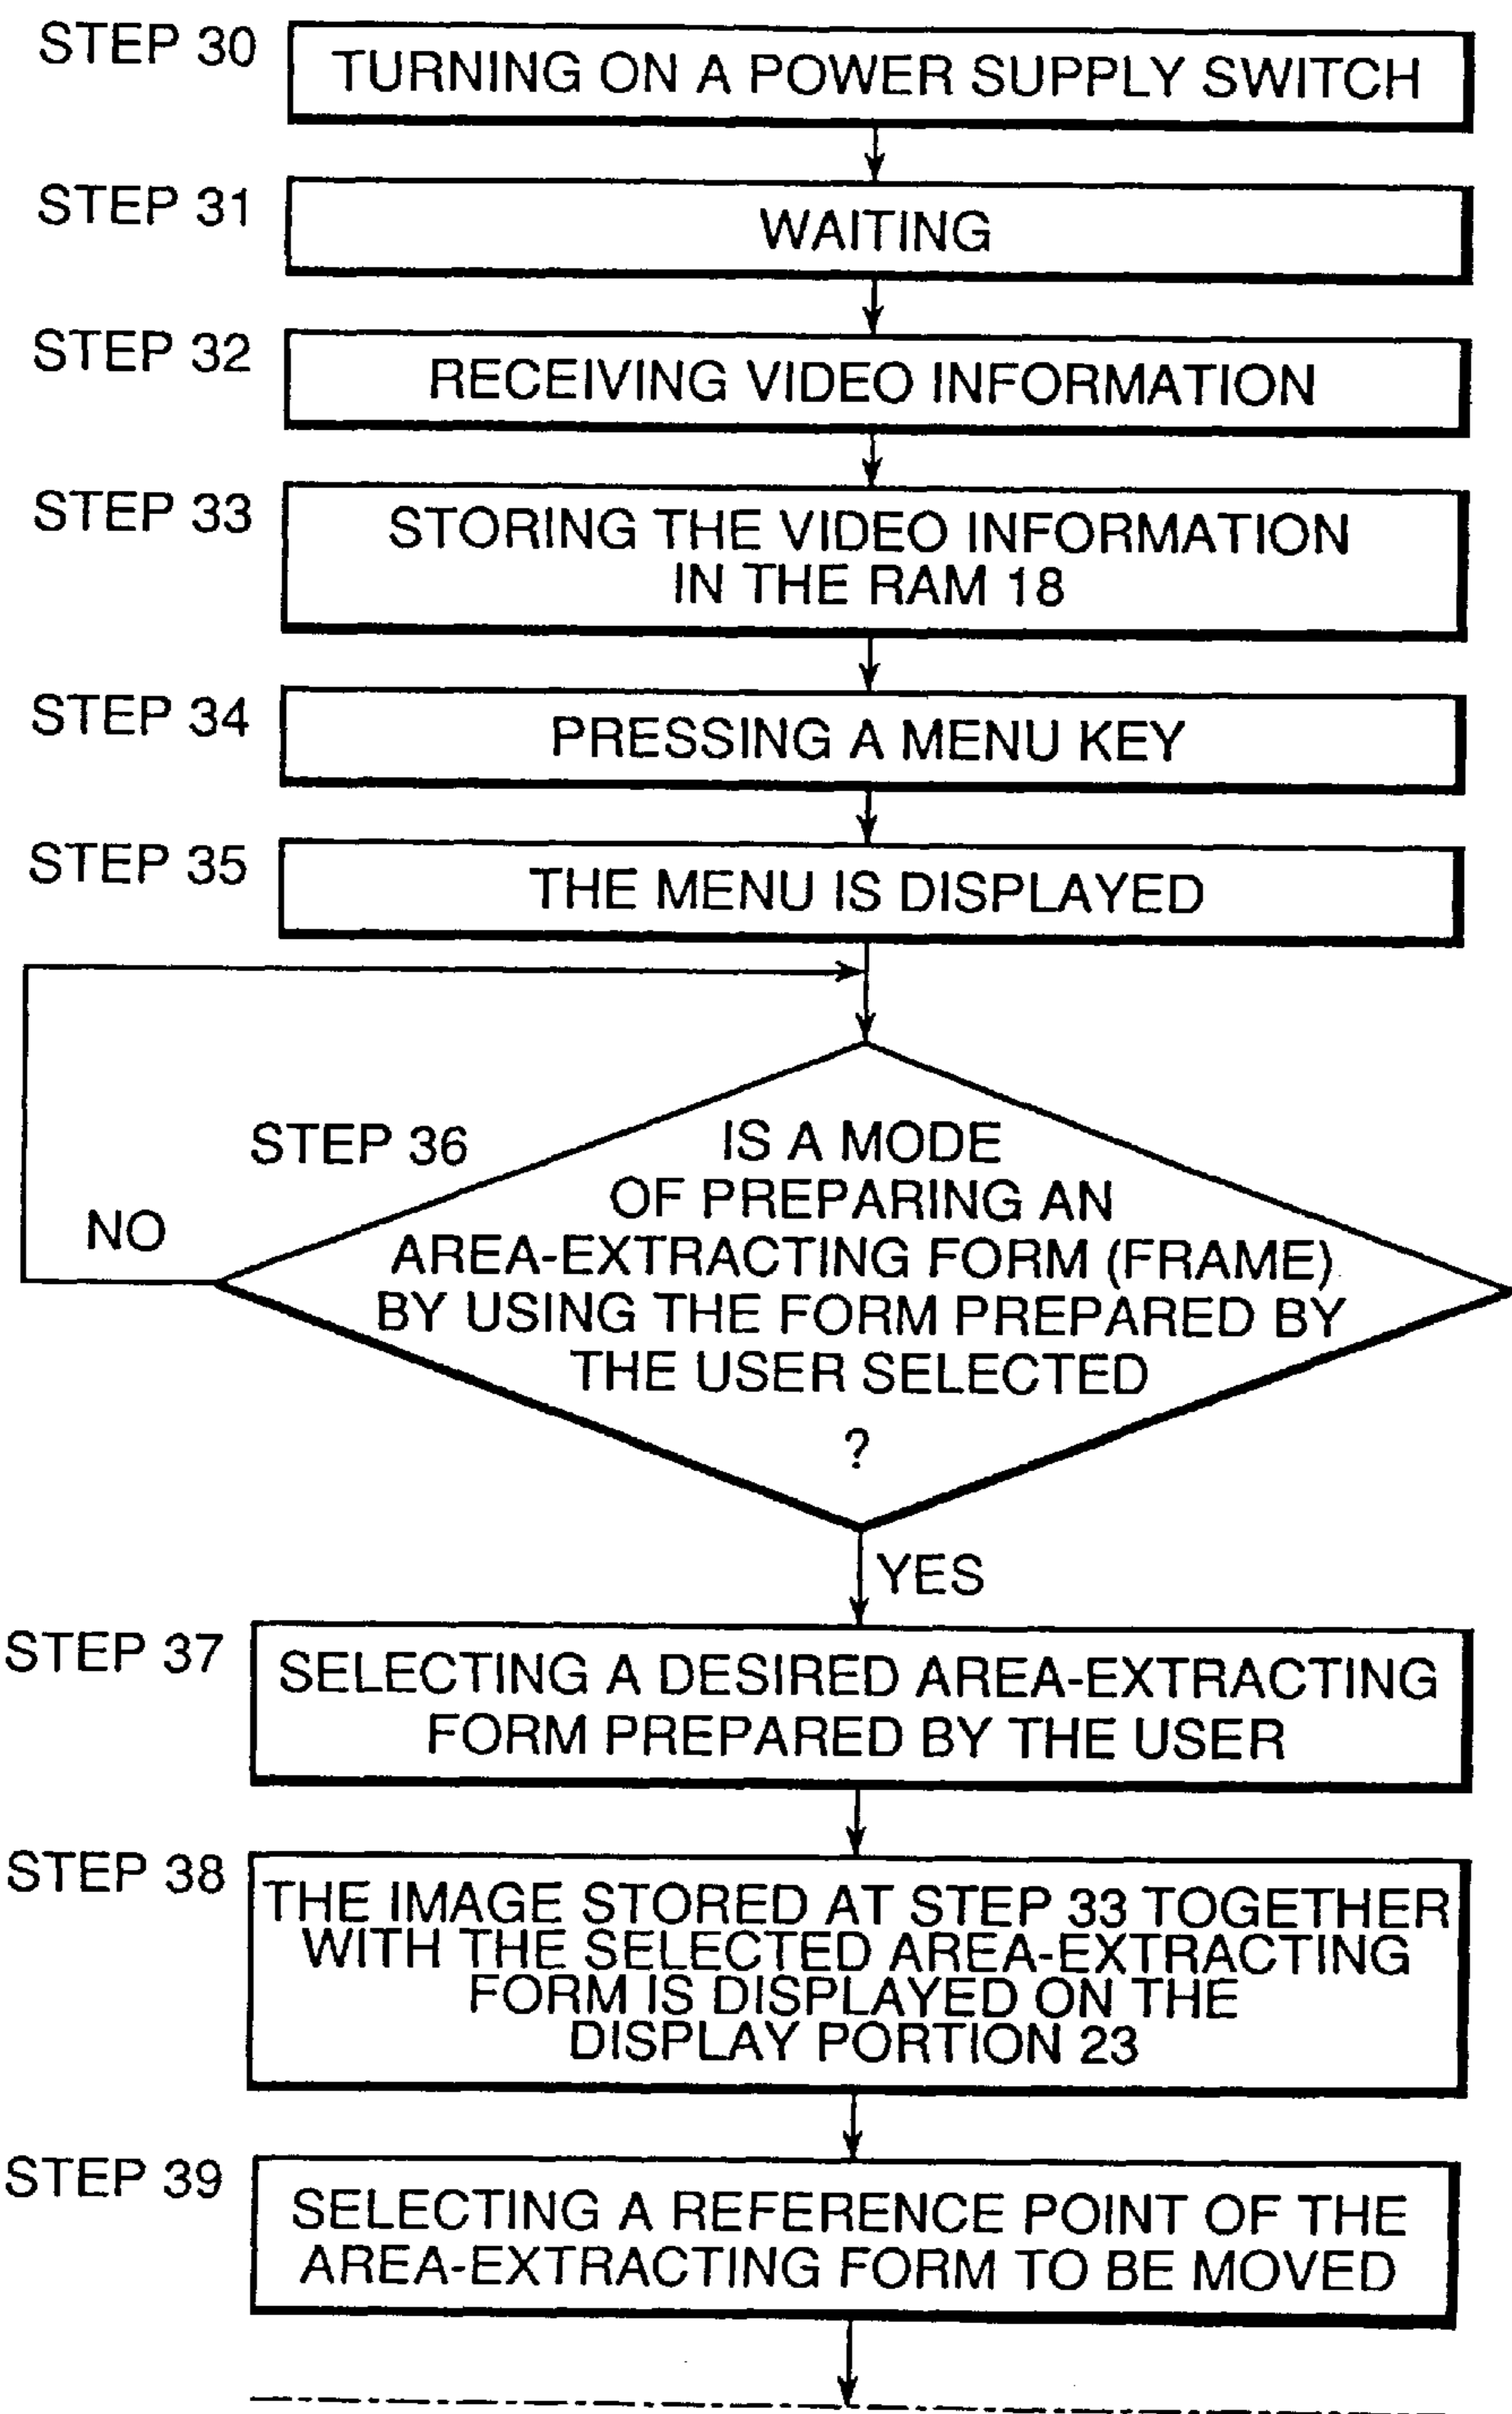 STEP 30
TURNING ON A POWER SUPPLY SWITCH
STEP 31
WAITING
STEP 32
RECEIVING VIDEO INFORMATION
STEP 33
STORING THE VIDEO INFORMATION
IN THE RAM 18
STEP 34
PRESSING A MENU KEY
STEP 35
THE MENU IS DISPLAYED
STEP 36
IS A MODE
OF PREPARING AN
AREA-EXTRACTING FORM (FRAME)
BY USING THE FORM PREPARED BY
THE USER SELECTED
?
NO
YES
STEP 37
SELECTING A DESIRED AREA-EXTRACTING
FORM PREPARED BY THE USER
STEP 38
THE IMAGE STORED AT STEP 33 TOGETHER
WITH THE SELECTED AREA-EXTRACTING
FORM IS DISPLAYED ON THE
DISPLAY PORTION 23
STEP 39
SELECTING A REFERENCE POINT OF THE
AREA-EXTRACTING FORM TO BE MOVED